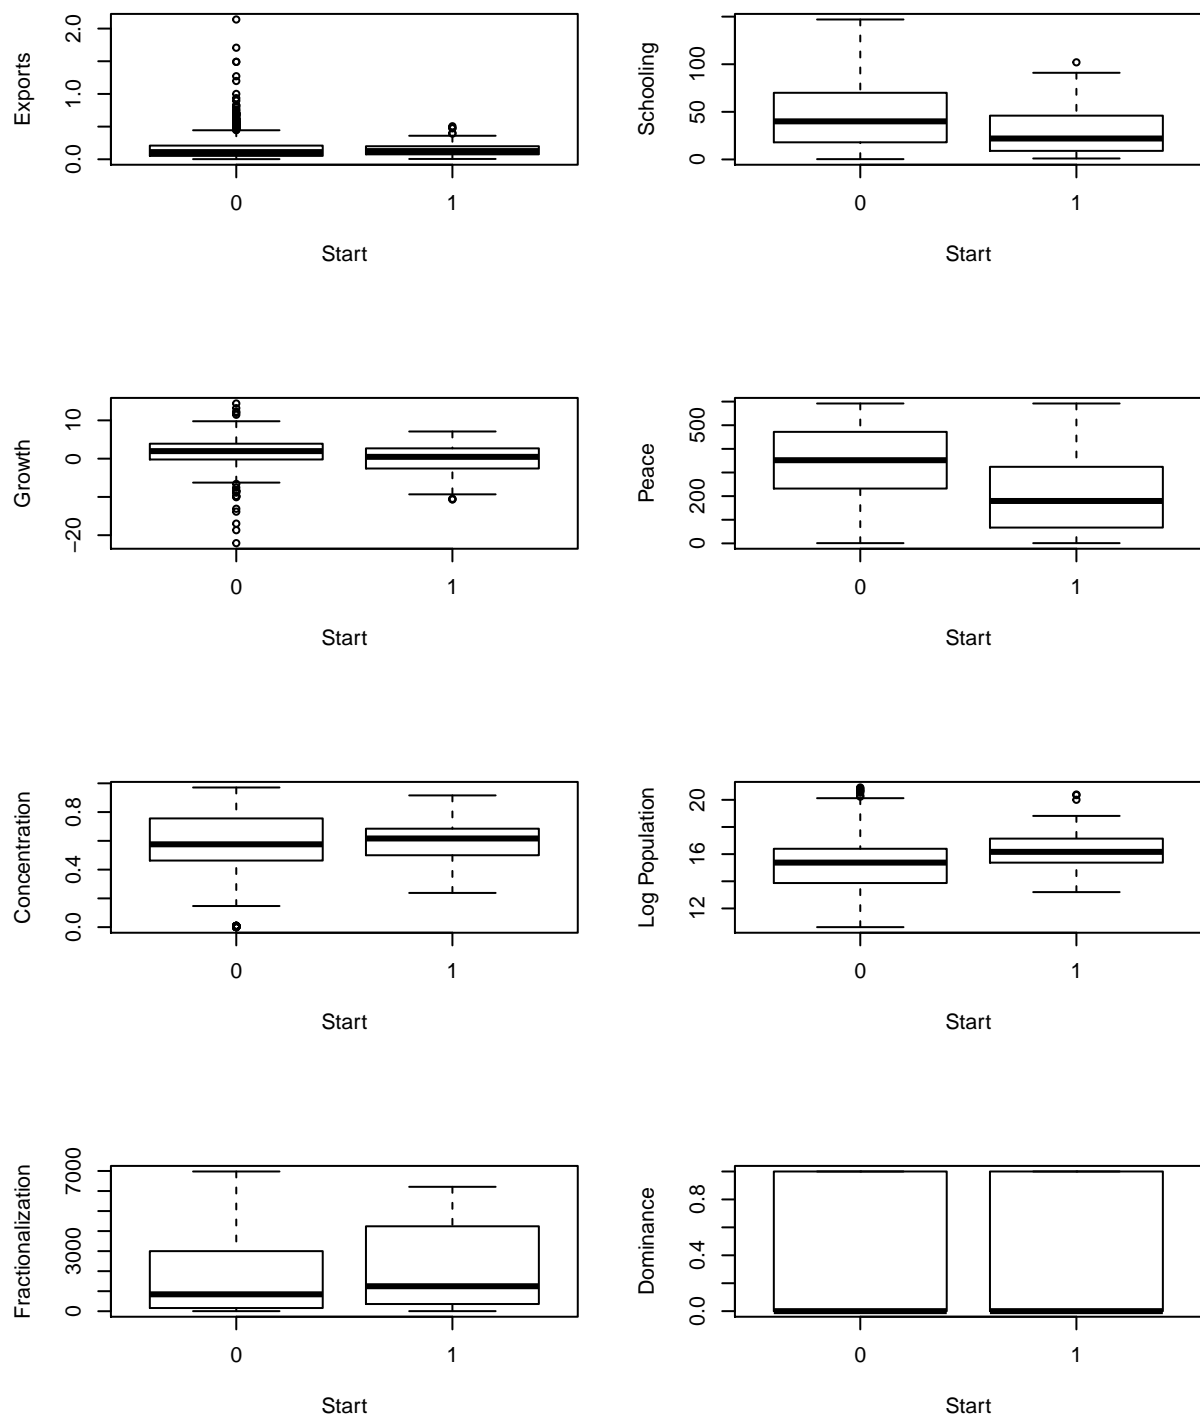 Exports
2.0
1.0
0.0
0 1
Start
Schooling
100
50
0
0 1
Start
Growth
10
0
−20
0 1
Start
Peace
500
200
0
0 1
Start
Concentration
0.8
0.4
0.0
0 1
Start
Log Population
20
16
12
0 1
Start
Fractionalization
7000
3000
0
0 1
Start
Dominance
0.8
0.4
0.0
0 1
Start